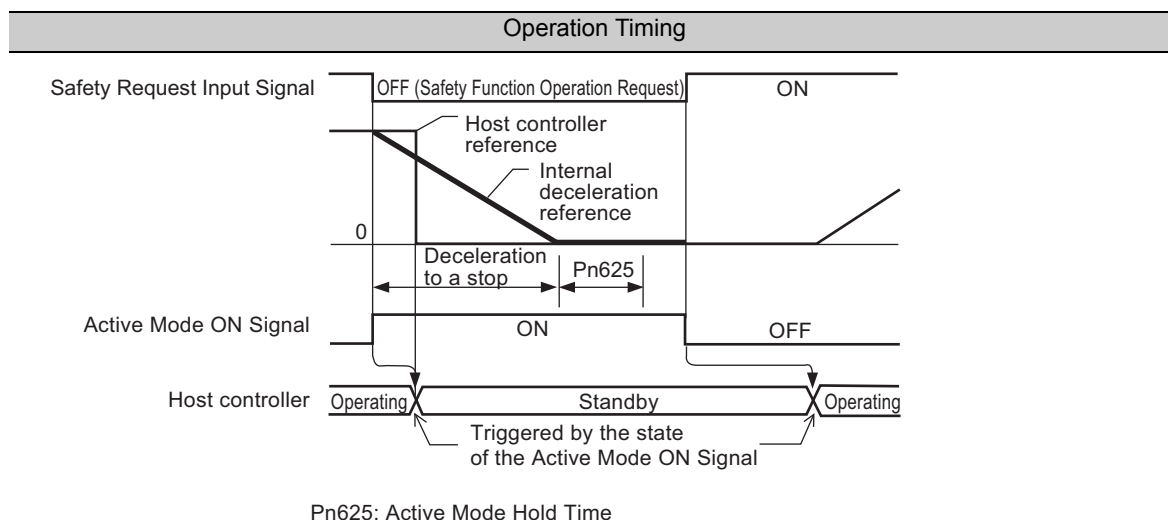 Operation Timing
Safety Request Input Signal
OFF (Safety Function Operation Request)
ON
Host controller
reference
Internal
deceleration
reference
0
Deceleration
to a stop
Pn625
Active Mode ON Signal
ON
OFF
Host controller
Operating
Standby
Operating
Triggered by the state
of the Active Mode ON Signal
Pn625: Active Mode Hold Time